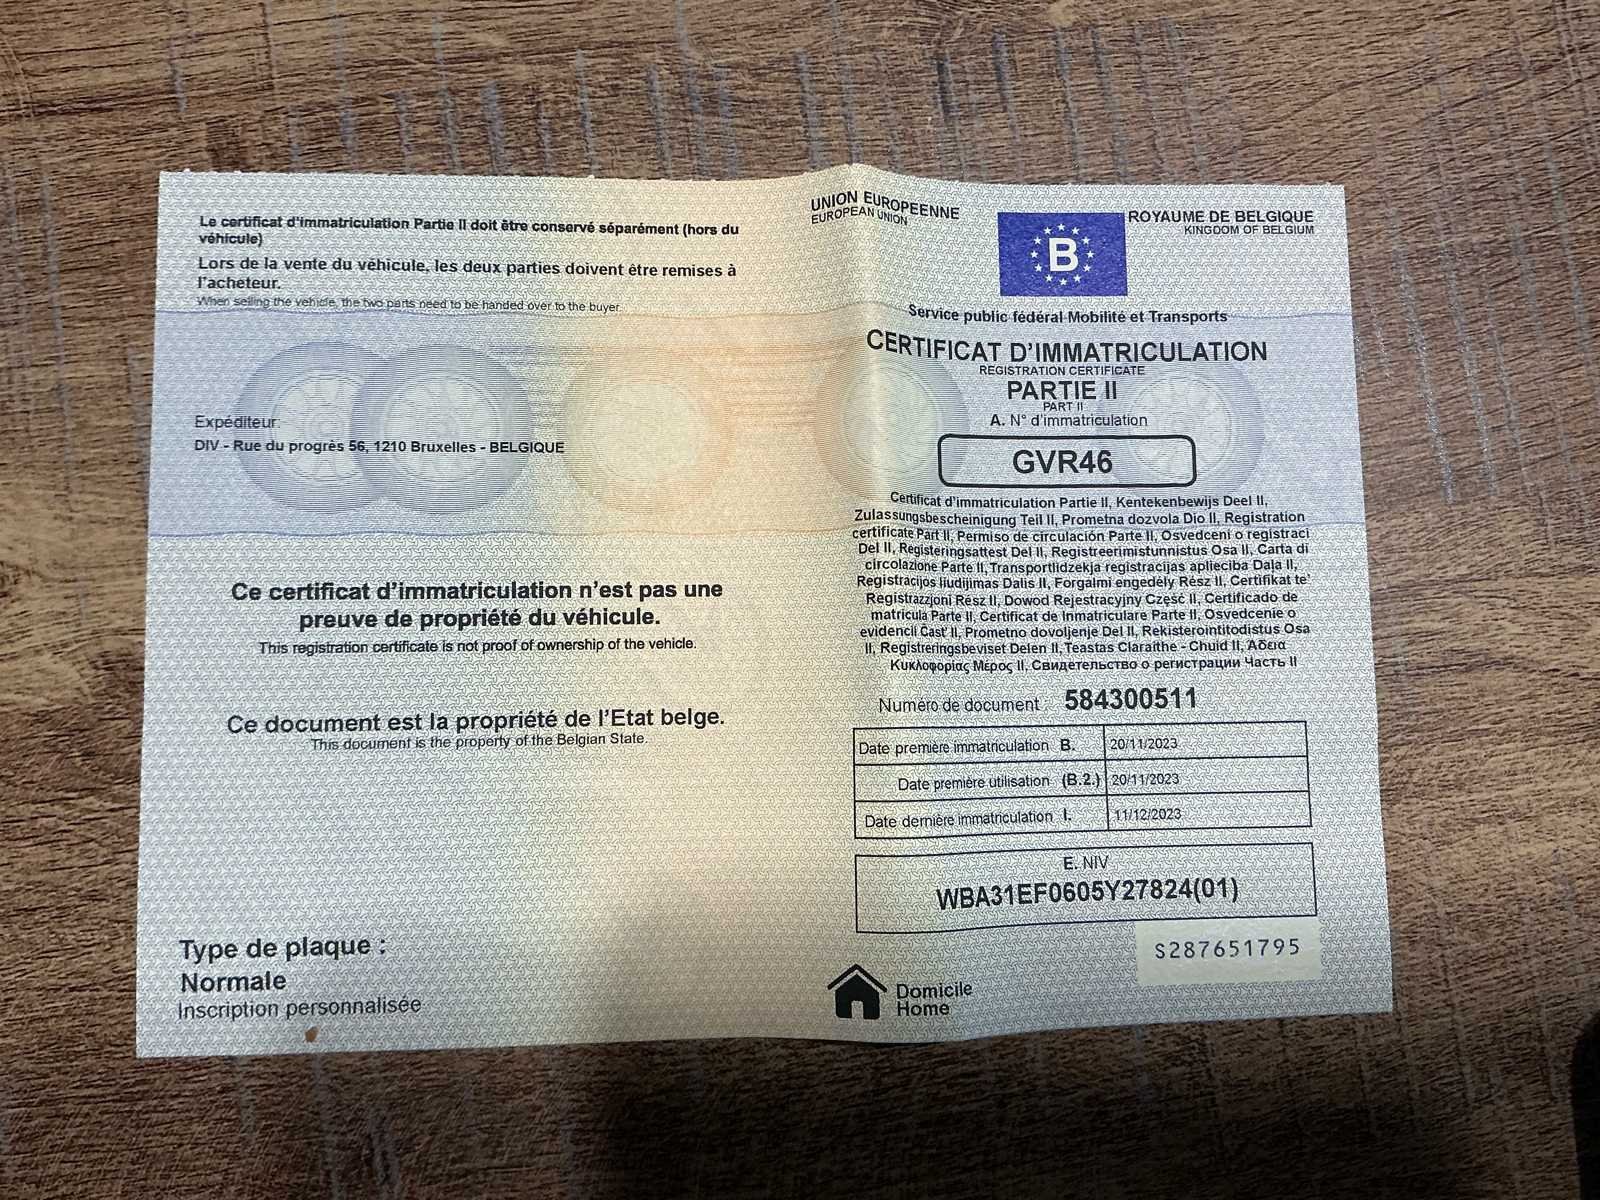 Le certificat d'immatriculation Partie II doit être conservé séparément (hors du
véhicule)
Lors de la vente du véhicule, les deux parties doivent être remises à
l'acheteur.
When selling the vehicle, the two parts need to be handed over to the buyer
Expéditeur:
DIV - Rue du progrès 56, 1210 Bruxelles - BELGIQUE
Ce certificat d'immatriculation n'est pas une
preuve de propriété du véhicule.
This registration certificate is not proof of ownership of the vehicle.
Ce document est la propriété de l'Etat belge.
This document is the property of the Belgian State.
Type de plaque :
Normale
Inscription personnalisée
UNION EUROPEENNE
EUROPEAN UNION
B
ROYAUME DE BELGIQUE
KINGDOM OF BELGIUM
Service public fédéral Mobilité et Transports
CERTIFICAT D'IMMATRICULATION
REGISTRATION CERTIFICATE
PARTIE II
PART II
A. N° d'immatriculation
GVR46
Certificat d'immatriculation Partie II, Kentekenbewijs Deel II,
Zulassungsbescheinigung Teil II, Prometna dozvola Dio II, Registration
certificate Part II, Permiso de circulación Parte II, Osvedceni o registraci
Del II, Registeringsattest Del II, Registreerimistunnistus Osa II, Carta di
circolazione Parte II, Transportlidzekja registracijas aplieciba Daļa II,
Registracijos liudijimas Dalis II, Forgalmi engedély Rész II, Certifikat te'
Registrazzjoni Rész II, Dowod Rejestracyjny Część II, Certificado de
matrícula Parte II, Certificat de Inmatriculare Parte II, Osvedcenie o
evidencii Čast' II, Prometno dovoljenje Del II, Rekisterointitodistus Osa
II, Registreringsbeviset Delen II, Teastas Claraithe - Chuid II, Άδεια
Κυκλοφορίας Μέρος II, Свидетельство о регистрации Часть II
Numéro de document 584300511
Date première immatriculation B. 20/11/2023
Date première utilisation (B.2.) 20/11/2023
Date dernière immatriculation I. 11/12/2023
E. NIV
WBA31EF0605Y27824(01)
S287651795
Domicile
Home